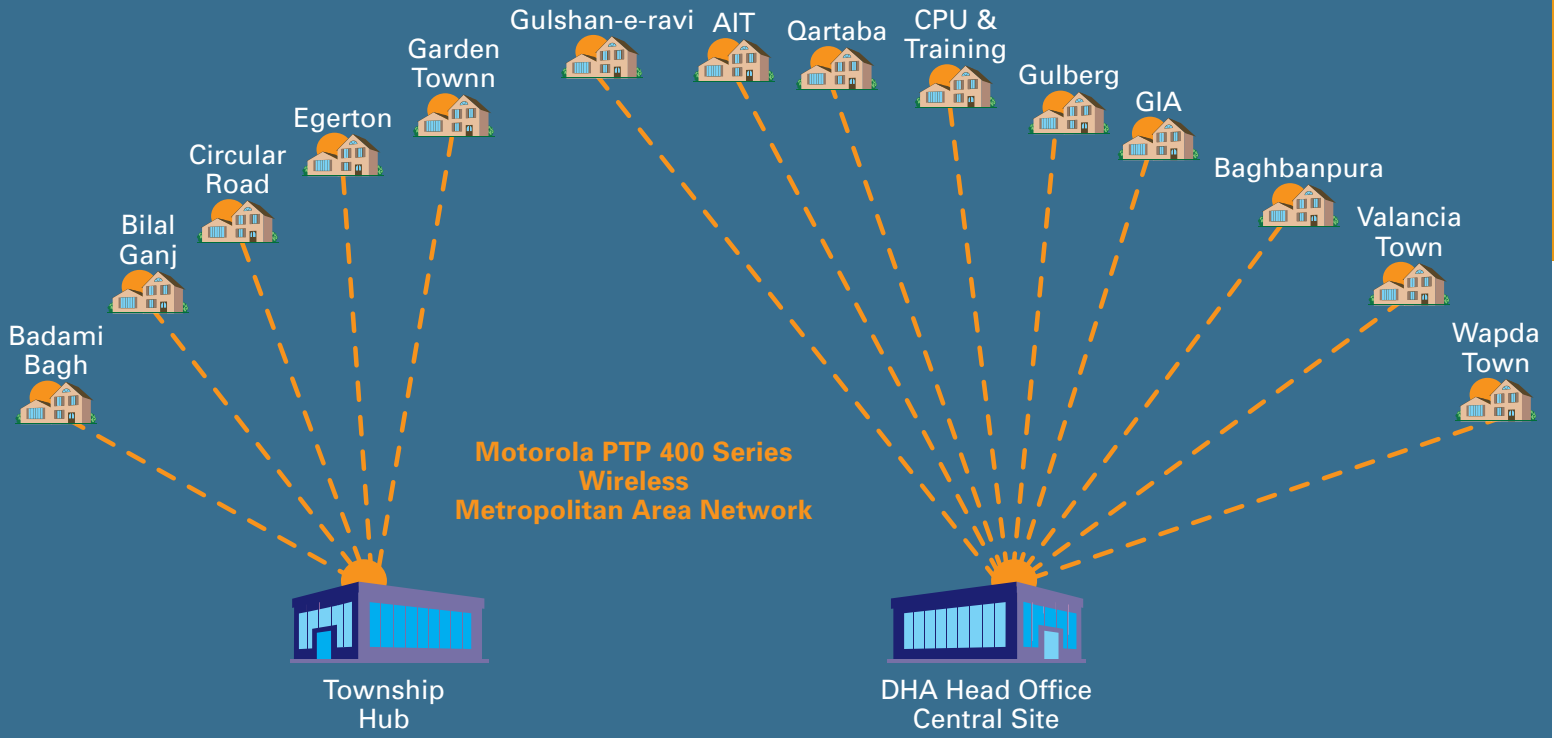 Gulshan-e-ravi
AIT
Qartaba
CPU &
Training
Garden
Townn
Gulberg
GIA
Egerton
Circular
Road
Baghbanpura
Bilal
Ganj
Valancia
Town
Badami
Bagh
Wapda
Town
Motorola PTP 400 Series
Wireless
Metropolitan Area Network
Township
Hub
DHA Head Office
Central Site